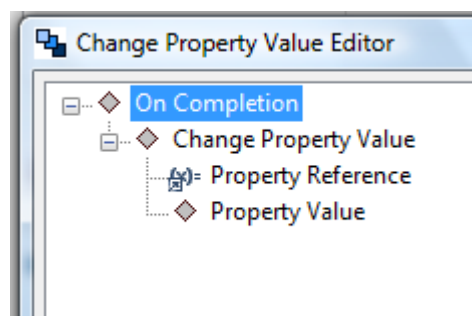 Change Property Value Editor
On Completion
Change Property Value
(x)= Property Reference
Property Value